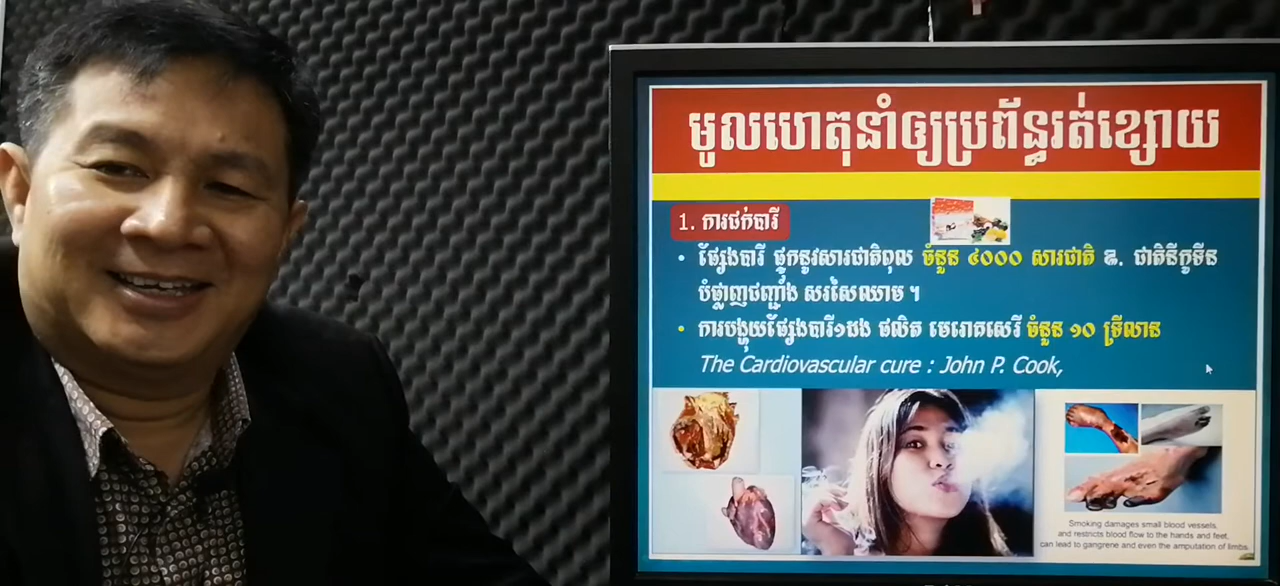 មូលហេតុនាំឲ្យប្រព័ន្ធរត់ខ្សោយ
1. ការជក់បារី
• ផ្សែងបារី ផ្ទុកនូវសារជាតិពុល ចំនួន ៤០០០ សារជាតិ ឩ. ជាតិនីកូទីន
បំផ្លាញជញ្ជាំង សរសៃឈាម ។
• ការបង្ហុយផ្សែងបារី១ដង ផលិត មេរោគសេរី ចំនួន ១០ ទ្រីលាន
The Cardiovascular cure : John P. Cook,
Smoking damages small blood vessels,
and restricts blood flow to the hands and feet,
can lead to gangrene and even the amputation of limbs.